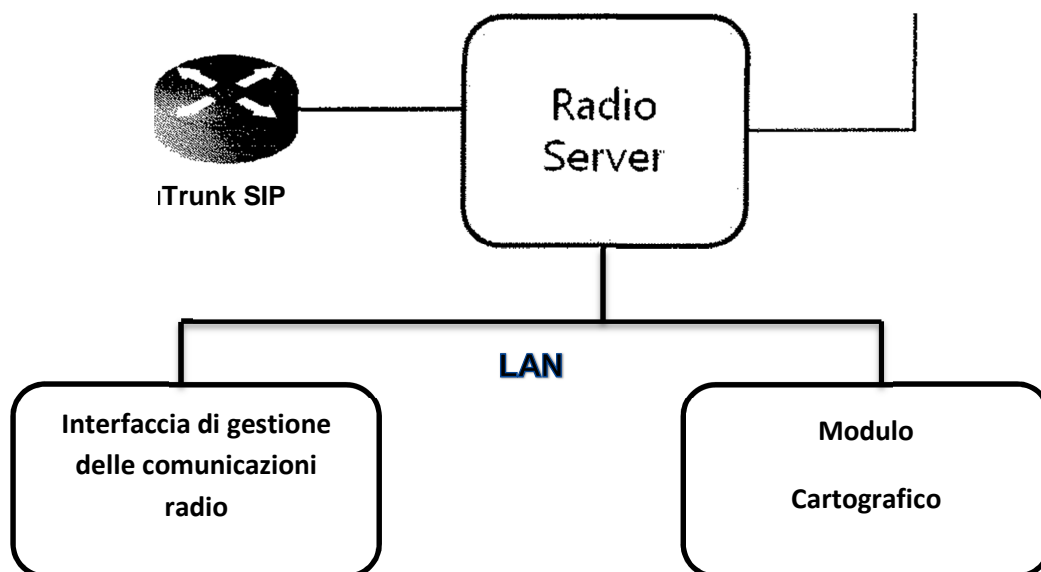 Radio
Server
Trunk SIP
LAN
Interfaccia di gestione
delle comunicazioni
radio
Modulo
Cartografico